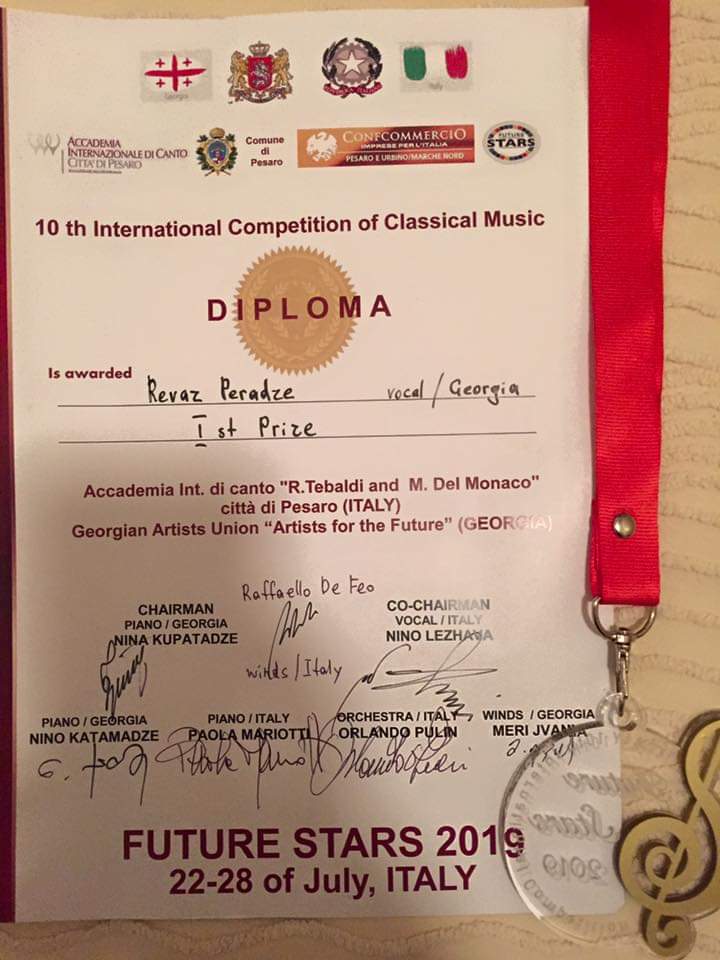 Georgia
Italy
ACCADEMIA
INTERNAZIONALE DI CANTO
CITTÀ DI PESARO
Comune
di
Pesaro
CONFCOMMERCIO
IMPRESE PER L'ITALIA
PESARO E URBINO/MARCHE NORD
FUTURE
STARS
10 th International Competition of Classical Music
DIPLOMA
Is awarded Revaz Peradze vocal / Georgia
I st Prize
Accademia Int. di canto "R.Tebaldi and M. Del Monaco"
città di Pesaro (ITALY)
Georgian Artists Union “Artists for the Future” (GEORGIA)
Raffaello De Feo
CHAIRMAN
PIANO / GEORGIA
NINA KUPATADZE
CO-CHAIRMAN
VOCAL / ITALY
NINO LEZHAVA
winds / Italy
PIANO / GEORGIA
NINO KATAMADZE
PIANO / ITALY
PAOLA MARIOTTI
ORCHESTRA / ITALY
ORLANDO PULIN
WINDS / GEORGIA
MERI JVANIA
FUTURE STARS 2019
22-28 of July, ITALY
Future
Stars
2019